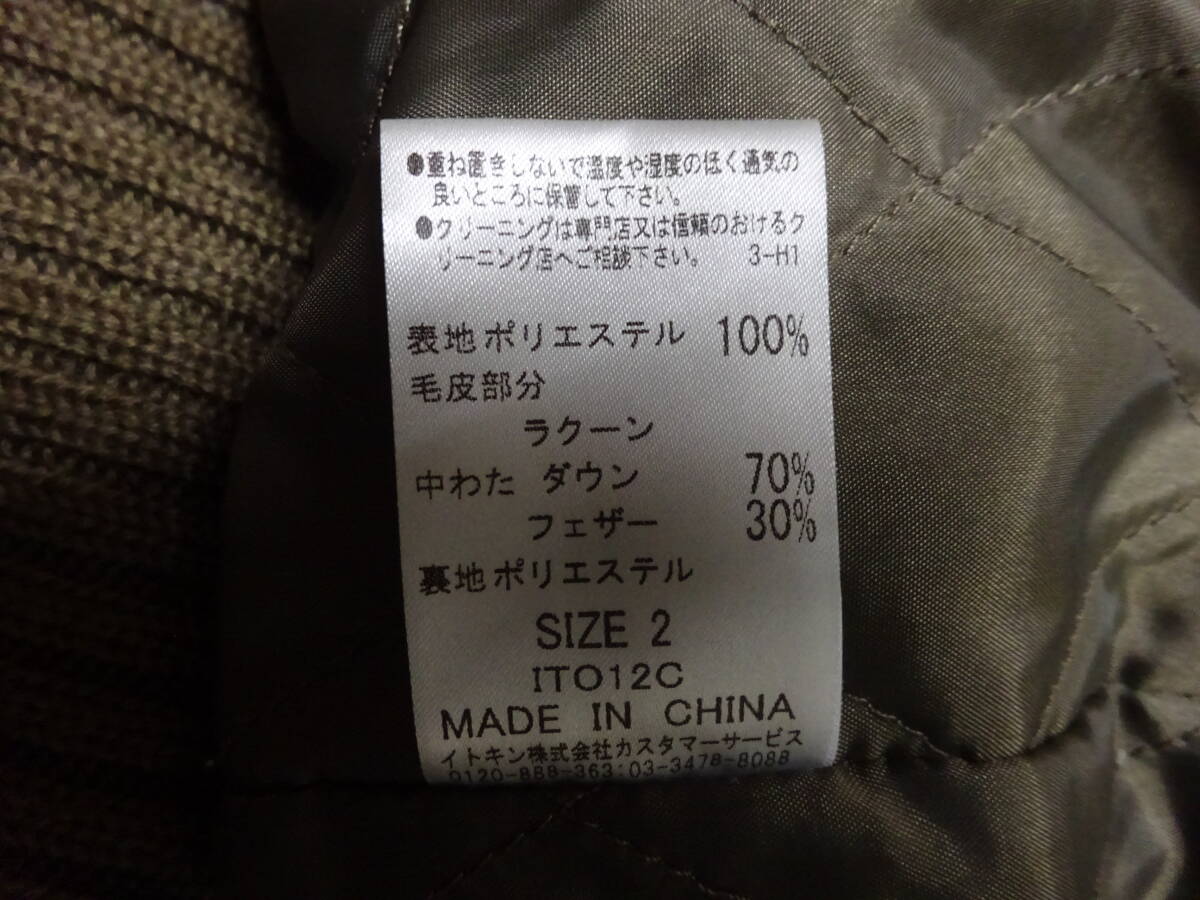 ●重ね置きしないで温度や湿度の低く通気の
良いところに保蓄して下さい。
●クリーニングは専門店又は信頼のおけるク
リーニング店へご相談下さい。 3-H1
表地ポリエステル 100%
毛皮部分
ラクーン
中わた ダウン 70%
フェザー 30%
裏地ポリエステル
SIZE 2
ITO12C
MADE IN CHINA
イトキン株式会社カスタマーサービス
0120-888-363:03-3478-8088